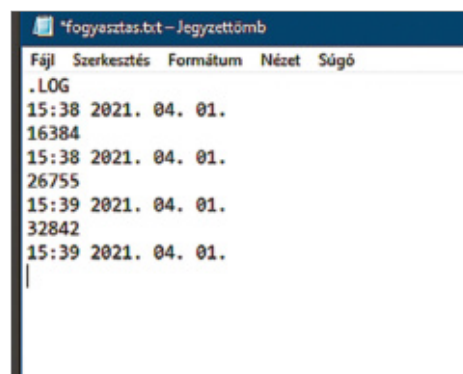 *fogyasztas.txt – Jegyzettömb
Fájl Szerkesztés Formátum Nézet Súgó
.LOG
15:38 2021. 04. 01.
16384
15:38 2021. 04. 01.
26755
15:39 2021. 04. 01.
32842
15:39 2021. 04. 01.